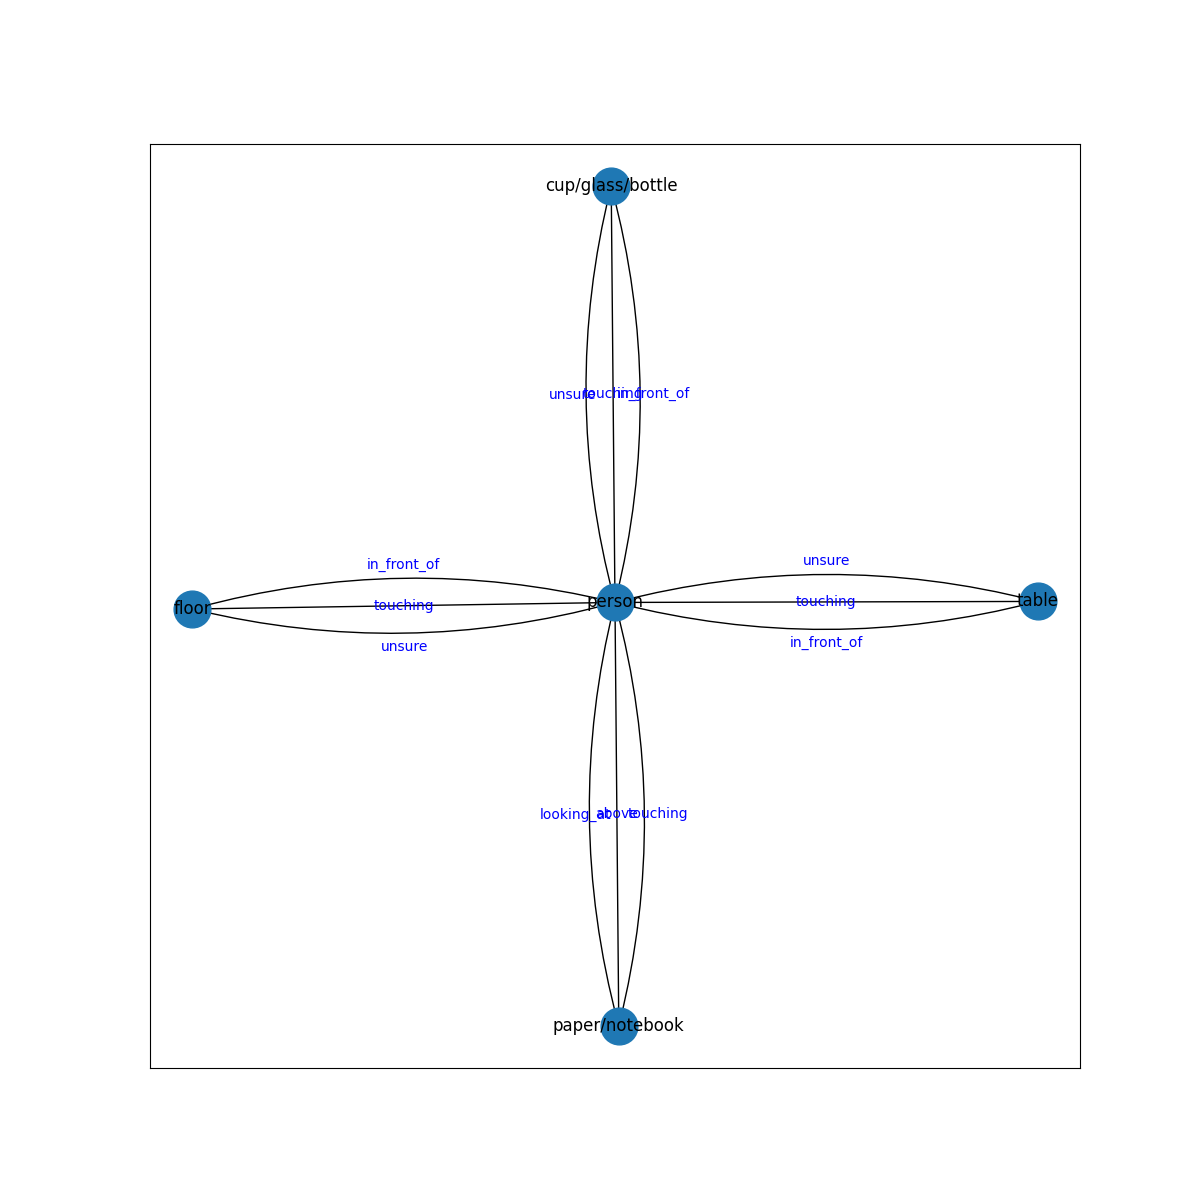 cup/glass/bottle
unsure
touching
in_front_of
in_front_of
touching
unsure
floor
person
unsure
touching
in_front_of
table
looking_at
above
touching
paper/notebook